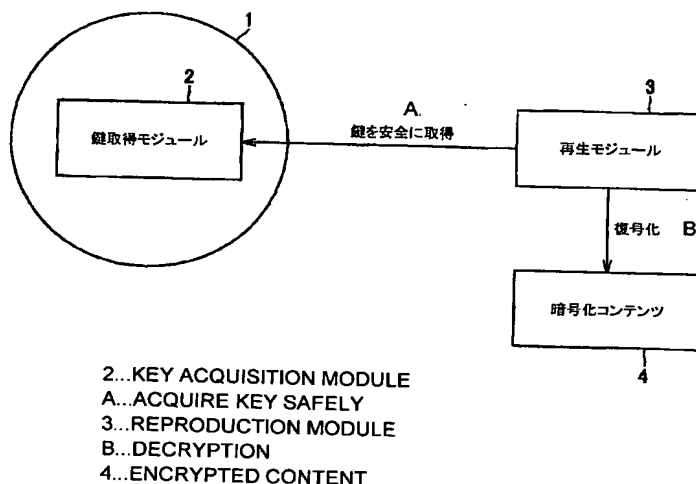 1
2
鍵取得モジュール
A.
鍵を安全に取得
3
再生モジュール
復号化 B
暗号化コンテンツ
4
2...KEY ACQUISITION MODULE
A...ACQUIRE KEY SAFELY
3...REPRODUCTION MODULE
B...DECRYPTION
4...ENCRYPTED CONTENT